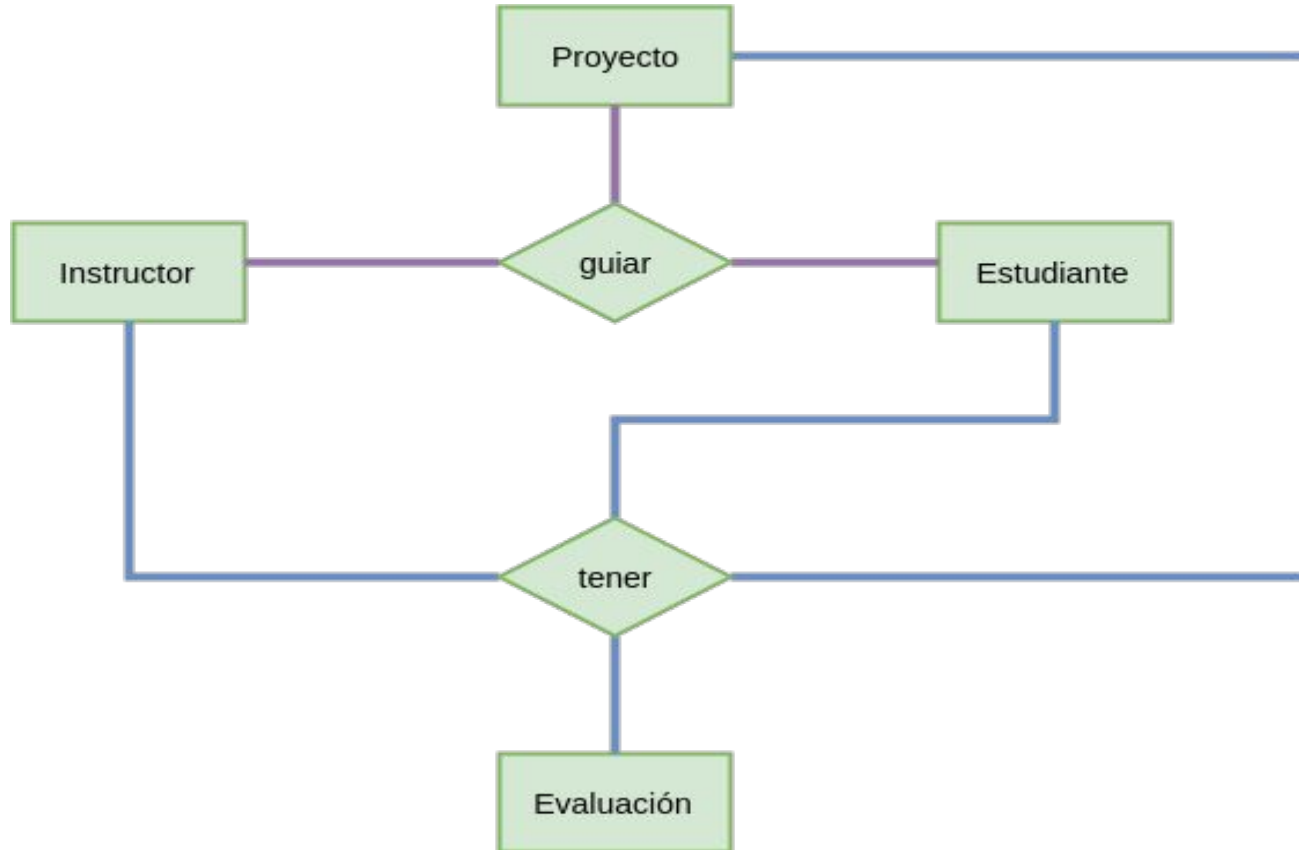 Proyecto
guiar
Instructor
Estudiante
tener
Evaluación